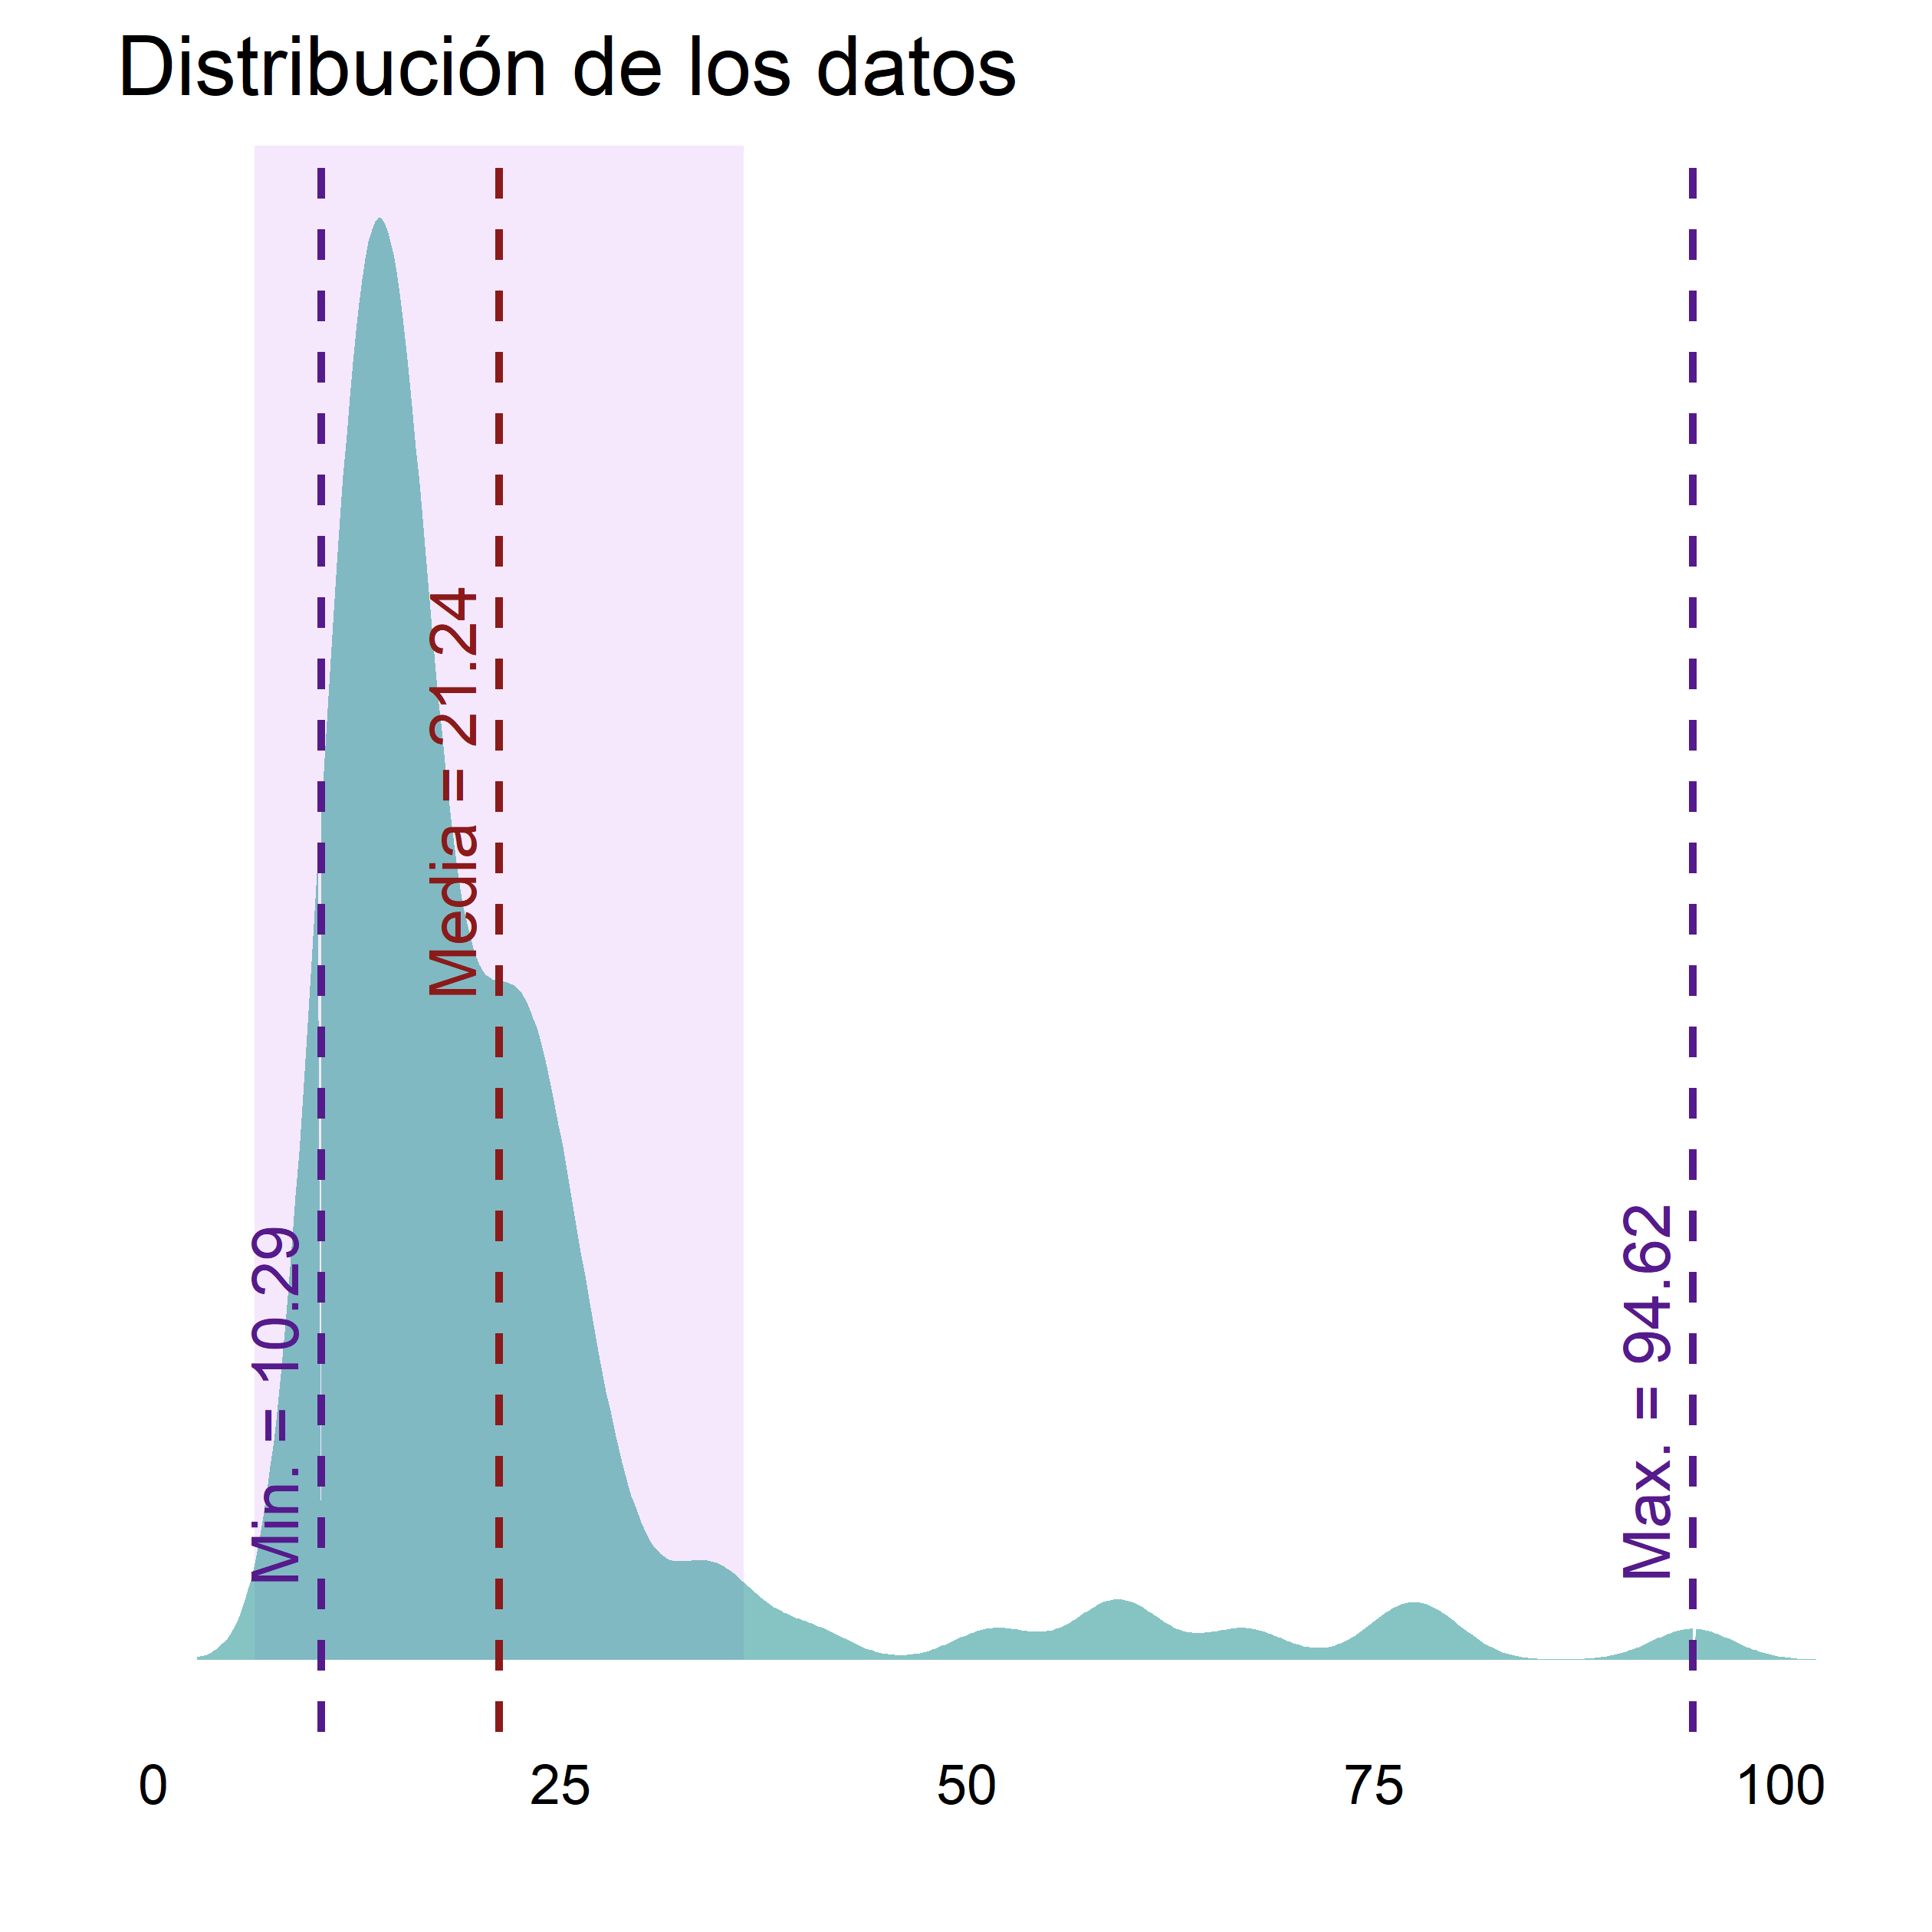 Distribución de los datos
Min. = 10.29
Media = 21.24
Max. = 94.62
0
25
50
75
100